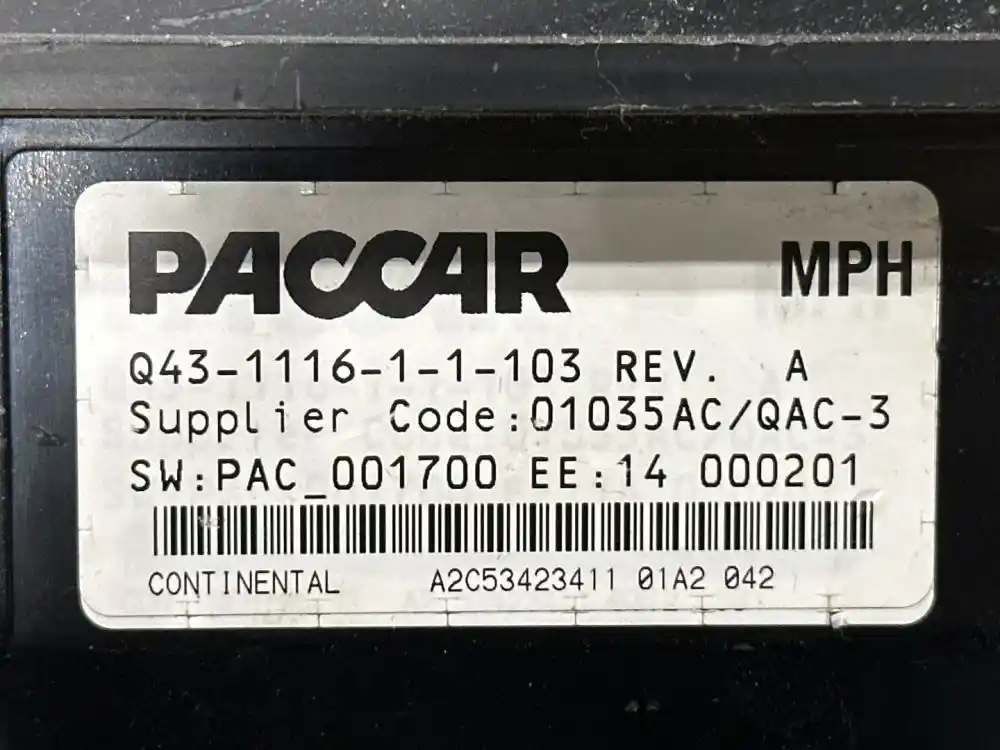 PACCAR MPH
Q43-1116-1-1-103 REV. A
Supplier Code:01035AC/QAC-3
SW:PAC_001700 EE:14 000201
CONTINENTAL A2C53423411 01A2 042